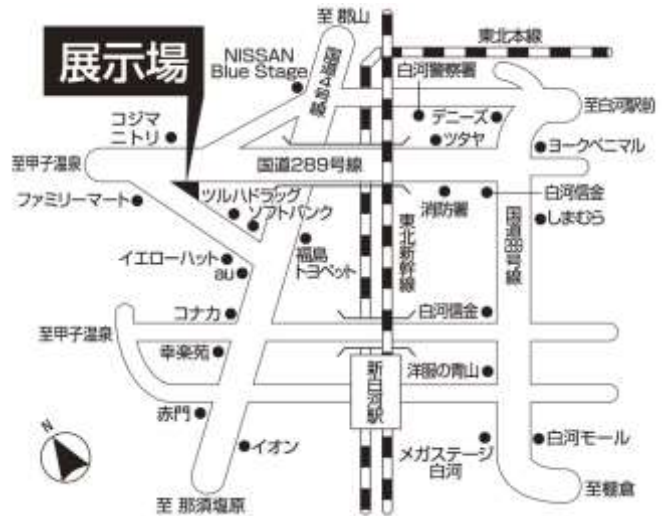 至 郡山
東北本線
展示場
NISSAN
Blue Stage
国道4号線
白河警察署
デニーズ
至白河駅前
コジマ
ニトリ
ツタヤ
ヨークベニマル
至甲子温泉
国道289号線
ファミリーマート
ツルハドラッグ
ソフトバンク
消防署
白河信金
しまむら
イエローハット
au
福島
トヨペット
東北新幹線
国道289号線
コナカ
白河信金
至甲子温泉
幸楽苑
新白河駅
洋服の青山
赤門
イオン
メガステージ
白河
白河モール
N
至 那須塩原
至棚倉